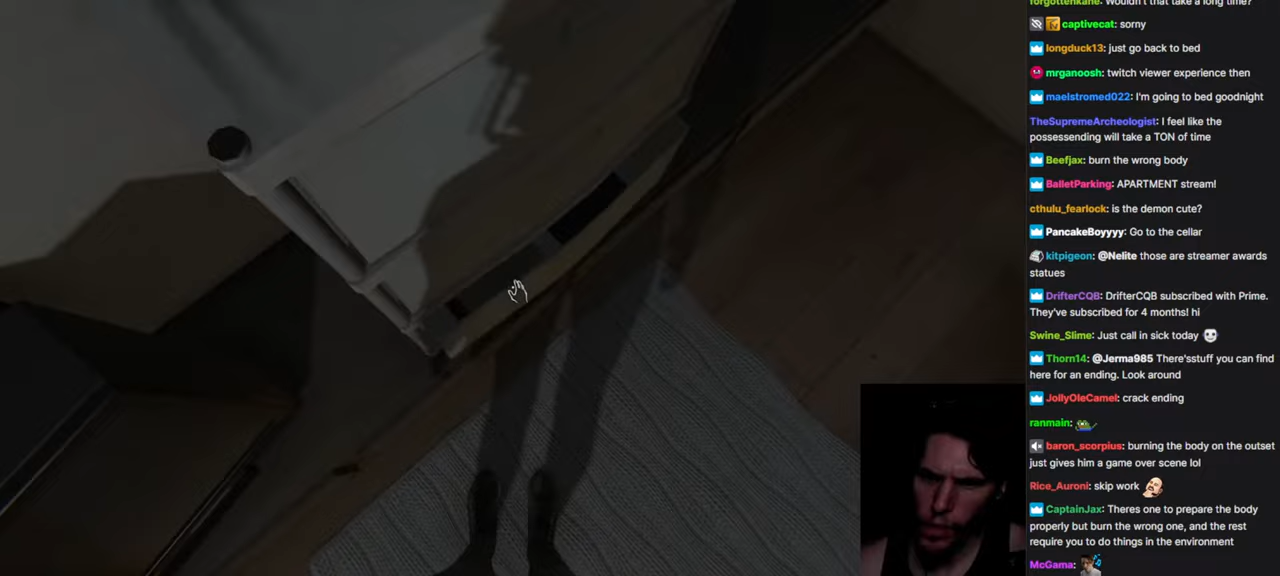 forgottenkane: Wouldn't that take a long time?
captivecat: sorny
longduck13: just go back to bed
mrganoosh: twitch viewer experience then
maelstromed022: I'm going to bed goodnight
TheSupremeArcheologist: I feel like the
possessending will take a TON of time
Beefjax: burn the wrong body
BalletParking: APARTMENT stream!
cthulu_fearlock: is the demon cute?
PancakeBoyyyy: Go to the cellar
kitpigeon: @Nelite those are streamer awards
statues
DrifterCQB: DrifterCQB subscribed with Prime.
They've subscribed for 4 months! hi
Swine_Slime: Just call in sick today
Thorn14: @Jerma985 There'sstuff you can find
here for an ending. Look around
JollyOleCamel: crack ending
ranmain:
baron_scorpius: burning the body on the outset
just gives him a game over scene lol
Rice_Auroni: skip work
CaptainJax: Theres one to prepare the body
properly but burn the wrong one, and the rest
require you to do things in the environment
McGama: